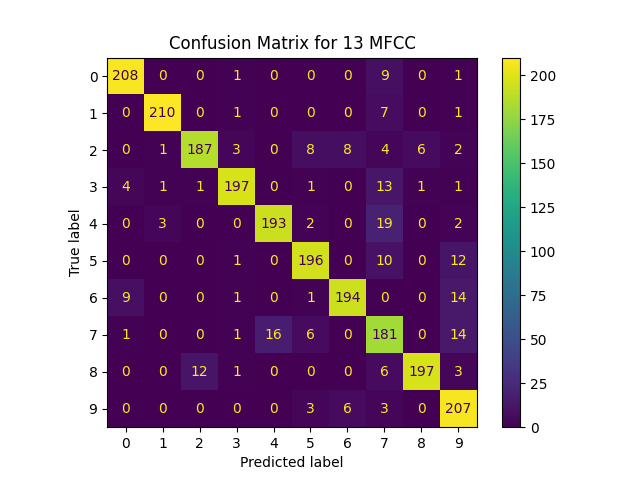 Confusion Matrix for 13 MFCC
0 208 0 0 1 0 0 0 9 0 1
1 0 210 0 1 0 0 0 7 0 1
2 0 1 187 3 0 8 8 4 6 2
3 4 1 1 197 0 1 0 13 1 1
4 0 3 0 0 193 2 0 19 0 2
5 0 0 0 1 0 196 0 10 0 12
6 9 0 0 1 0 1 194 0 0 14
7 1 0 0 1 16 6 0 181 0 14
8 0 0 12 1 0 0 0 6 197 3
9 0 0 0 0 0 3 6 3 0 207
0 1 2 3 4 5 6 7 8 9
Predicted label
True label
200
175
150
125
100
75
50
25
0